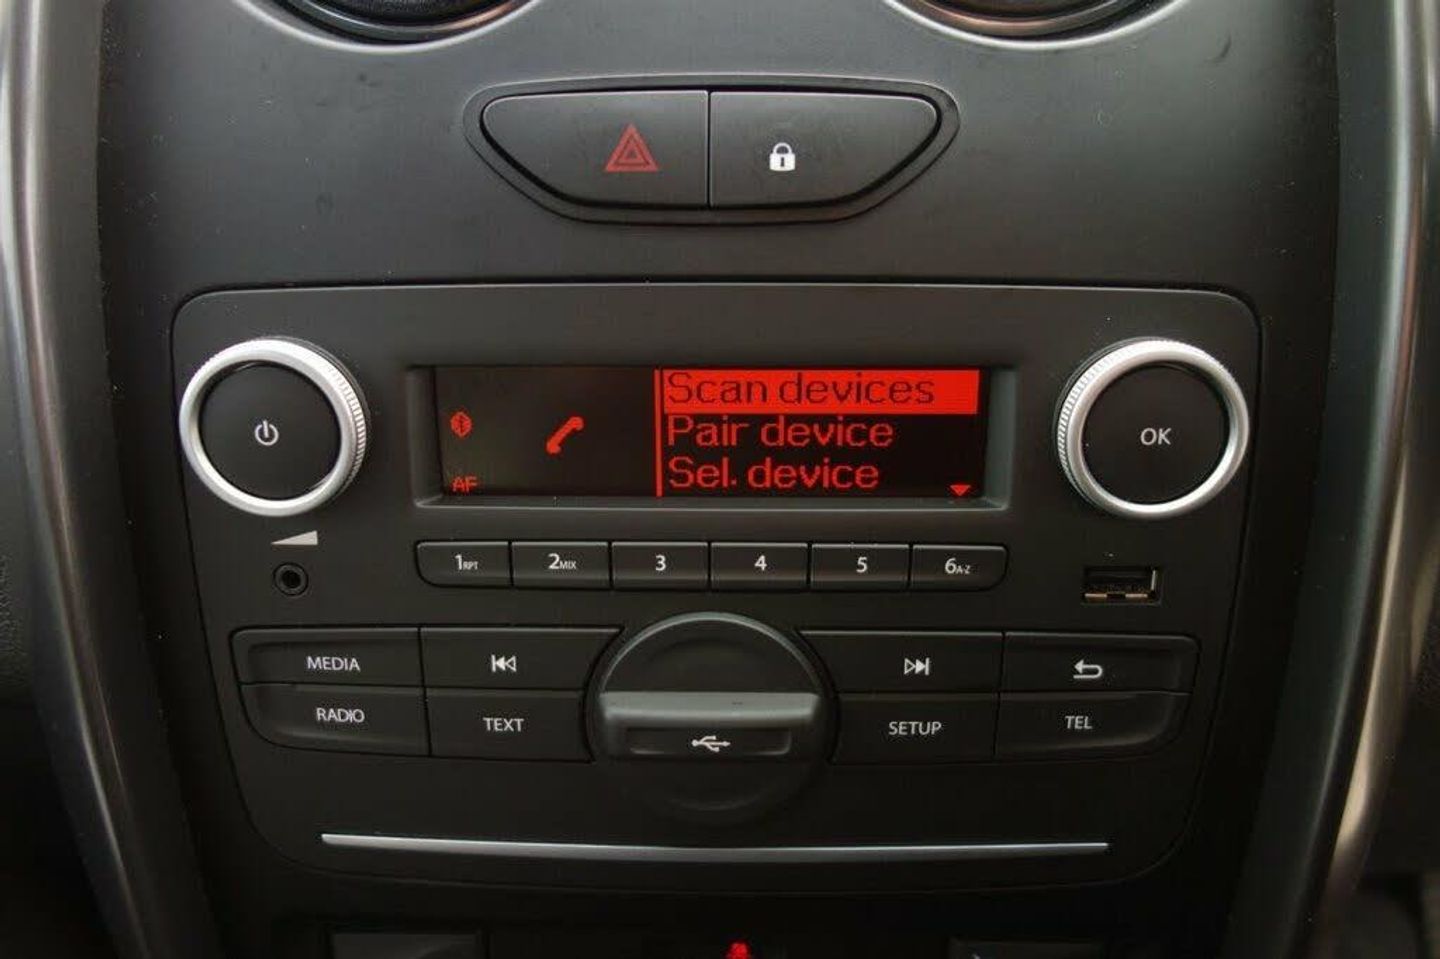 Scan devices
Pair device
AF
Sel. device
OK
1RPT
2MIX
3
4
5
6A-Z
MEDIA
RADIO
TEXT
SETUP
TEL